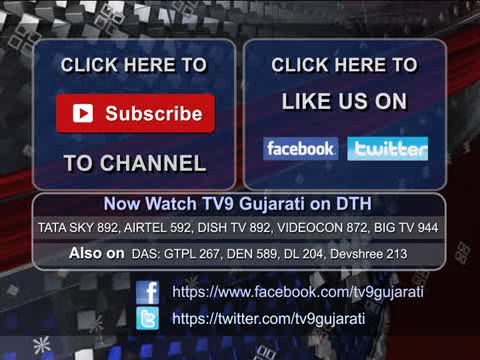 CLICK HERE TO
Subscribe
TO CHANNEL
CLICK HERE TO
LIKE US ON
facebook twitter
Now Watch TV9 Gujarati on DTH
TATA SKY 892, AIRTEL 592, DISH TV 892, VIDEOCON 872, BIG TV 944
Also on DAS: GTPL 267, DEN 589, DL 204, Devshree 213
f https://www.facebook.com/tv9gujarati
https://twitter.com/tv9gujarati